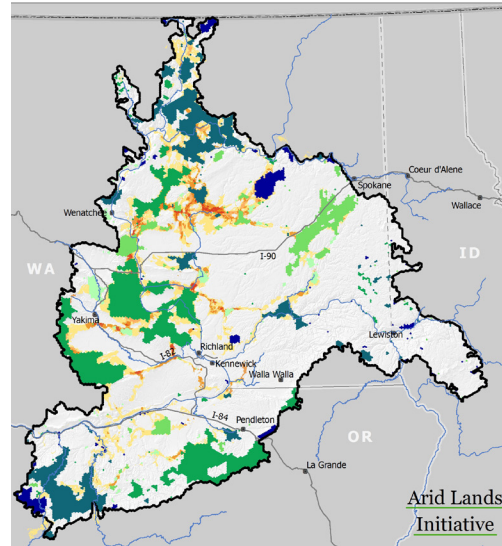 Coeur d'Alene
Spokane
Wallace
Wenatchee
I-90
WA
ID
Yakima
Lewiston
Richland
I-82
Kennewick
Walla Walla
I-84
Pendleton
OR
La Grande
Arid Lands
Initiative